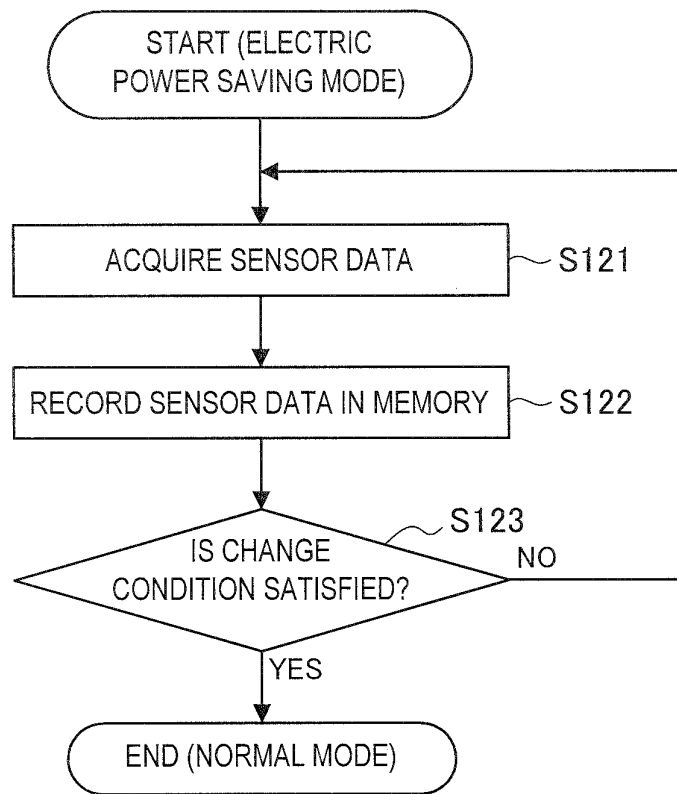 START (ELECTRIC
POWER SAVING MODE)
ACQUIRE SENSOR DATA
S121
RECORD SENSOR DATA IN MEMORY
S122
S123
IS CHANGE
CONDITION SATISFIED?
NO
YES
END (NORMAL MODE)